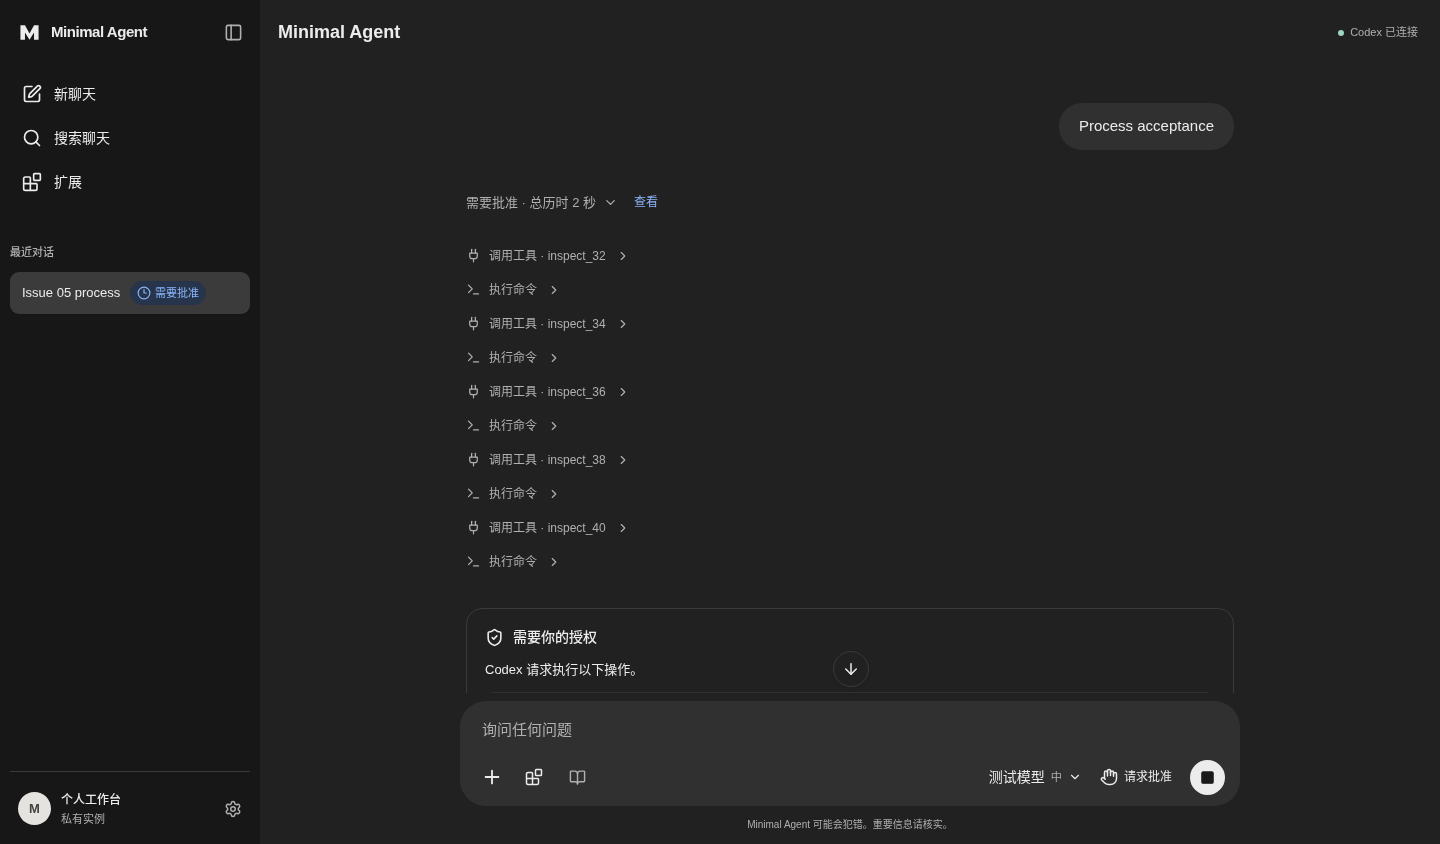 Minimal Agent
新聊天
搜索聊天
扩展
最近对话
Issue 05 process 需要批准
M 个人工作台
私有实例
Minimal Agent
Codex 已连接
Process acceptance
需要批准 · 总历时 2 秒 查看
调用工具 · inspect_32
执行命令
调用工具 · inspect_34
执行命令
调用工具 · inspect_36
执行命令
调用工具 · inspect_38
执行命令
调用工具 · inspect_40
执行命令
需要你的授权
Codex 请求执行以下操作。
询问任何问题
测试模型 中 请求批准
Minimal Agent 可能会犯错。重要信息请核实。